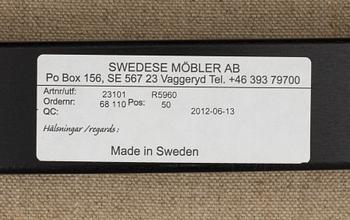 SWEDESE MÖBLER AB
Po Box 156, SE 567 23 Vaggeryd Tel. +46 393 79700
Artnr/utf: 23101 R5960
Ordernr: 68 110 Pos: 50
QC: 2012-06-13
Hälsningar / regards :
Made in Sweden